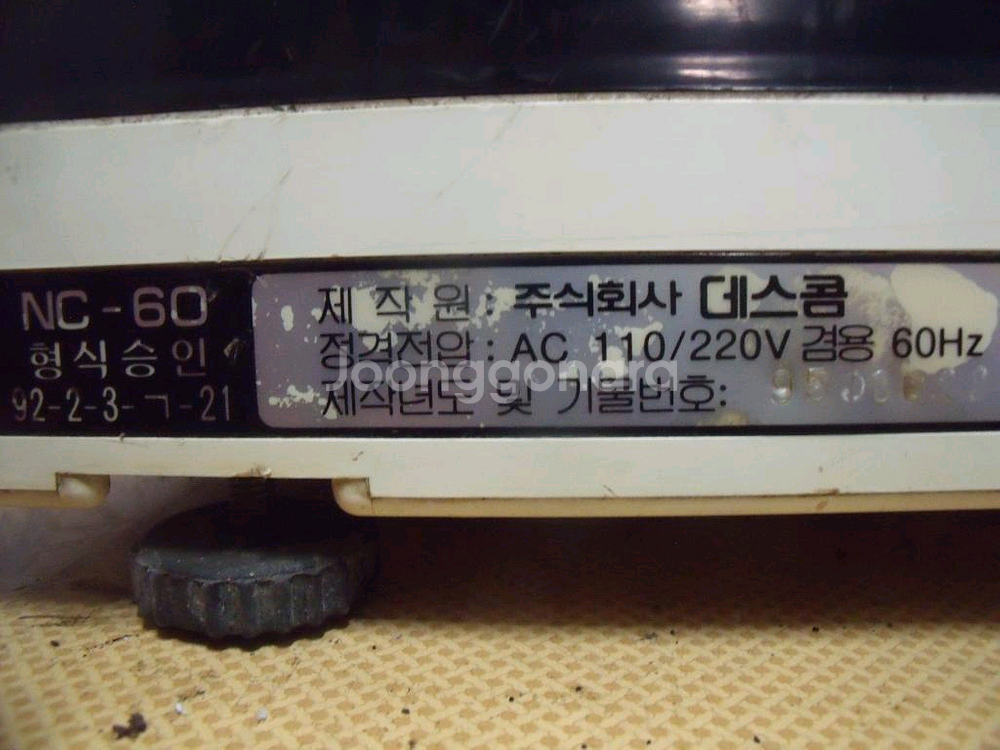 NC-60
형식승인
92-2-3-ㄱ-21
제 작 원 : 주식회사 데스콤
정격전압 : AC 110/220V 겸용 60Hz
제작년도 및 기물번호:
Joonggonara